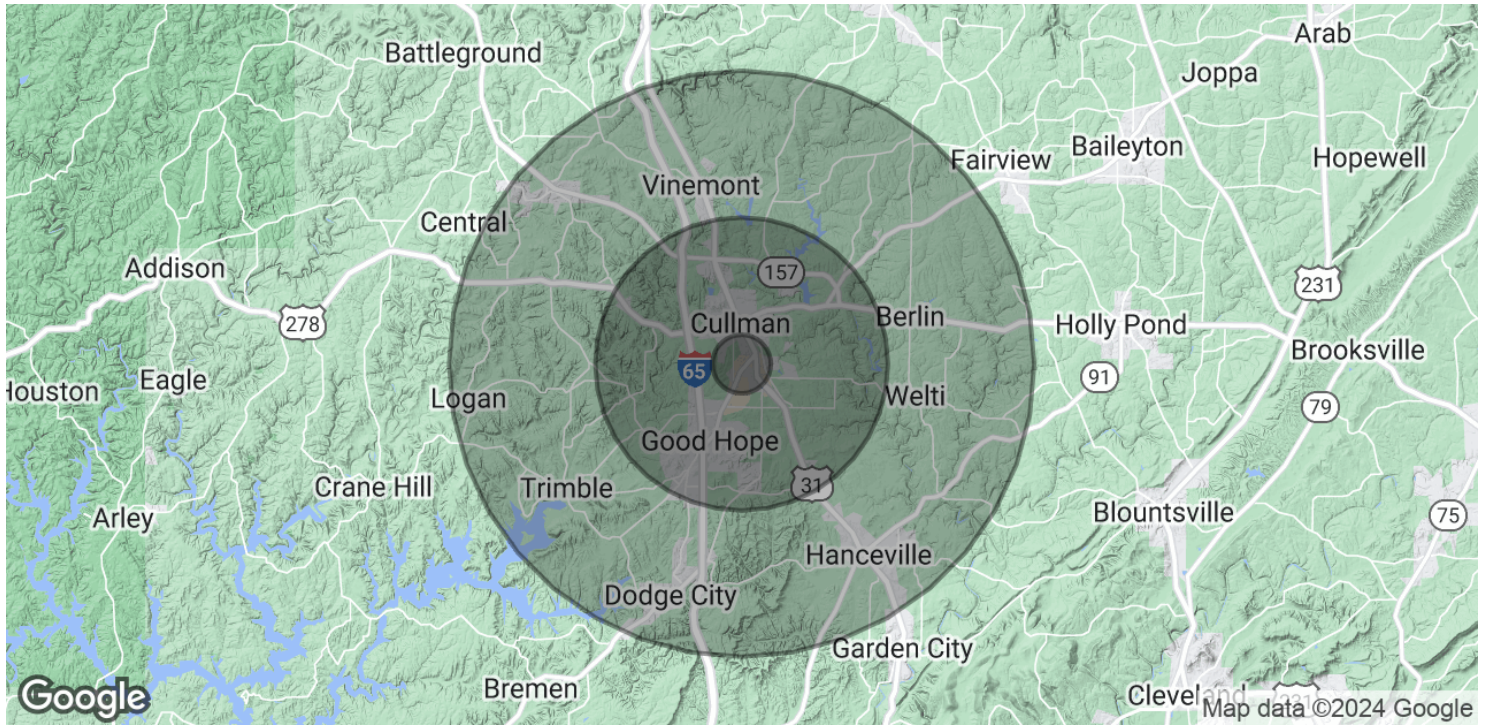 Arab
Battleground
Joppa
Baileyton
Hopewell
Fairview
Vinemont
Central
Addison
157
231
278
Berlin
Cullman
Holly Pond
Brooksville
65
91
Houston
Eagle
Logan
Welti
79
Good Hope
Crane Hill
Trimble
31
Arley
Blountsville
75
Hanceville
Dodge City
Garden City
Bremen
Cleveland
231
Google
Map data ©2024 Google